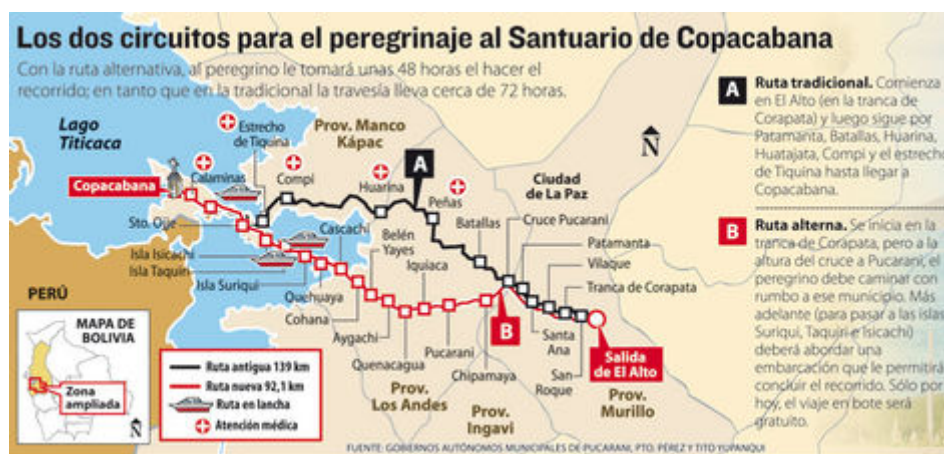 Los dos circuitos para el peregrinaje al Santuario de Copacabana
Con la ruta alternativa, al peregrino le tomará unas 48 horas el hacer el
recorrido; en tanto que en la tradicional la travesía lleva cerca de 72 horas.
Lago
Titicaca
Estrecho
de Tiquina
Prov. Manco
Kápac
A
N
Ciudad
de La Paz
Copacabana
Calaminas
Compi
Huarina
Peñas
Batallas
Cruce Pucarani
Sto. Ojje
Cascachi
Belén
Yayes
Patamanta
Isla Isicachi
Isla Taquiri
Iquiaca
Vilaque
Isla Suriqui
Quehuaya
Tranca de Corapata
PERÚ
Cohana
B
Aygachi
Santa
Ana
Salida
de El Alto
MAPA DE
BOLIVIA
Quenacagua
Pucarani
Chipamaya
San
Roque
Zona
ampliada
N
Ruta antigua 139 km
Ruta nueva 92,1 km
Ruta en lancha
Atención médica
Prov.
Los Andes
Prov.
Ingavi
Prov.
Murillo
FUENTE: GOBIERNOS AUTÓNOMOS MUNICIPALES DE PUCARANI, PTO. PÉREZ Y TITO YUPANQUI
A
Ruta tradicional. Comienza
en El Alto (en la tranca de
Corapata) y luego sigue por
Patamanta, Batallas, Huarina,
Huatajata, Compi y el estrecho
de Tiquina hasta llegar a
Copacabana.
B
Ruta alterna. Se inicia en la
tranca de Corapata, pero a la
altura del cruce a Pucarani, el
peregrino debe caminar con
rumbo a ese municipio. Más
adelante (para pasar a las islas
Suriqui, Taquiri e Isicachi)
deberá abordar una
embarcación que le permitirá
concluir el recorrido. Sólo por
hoy, el viaje en bote será
gratuito.